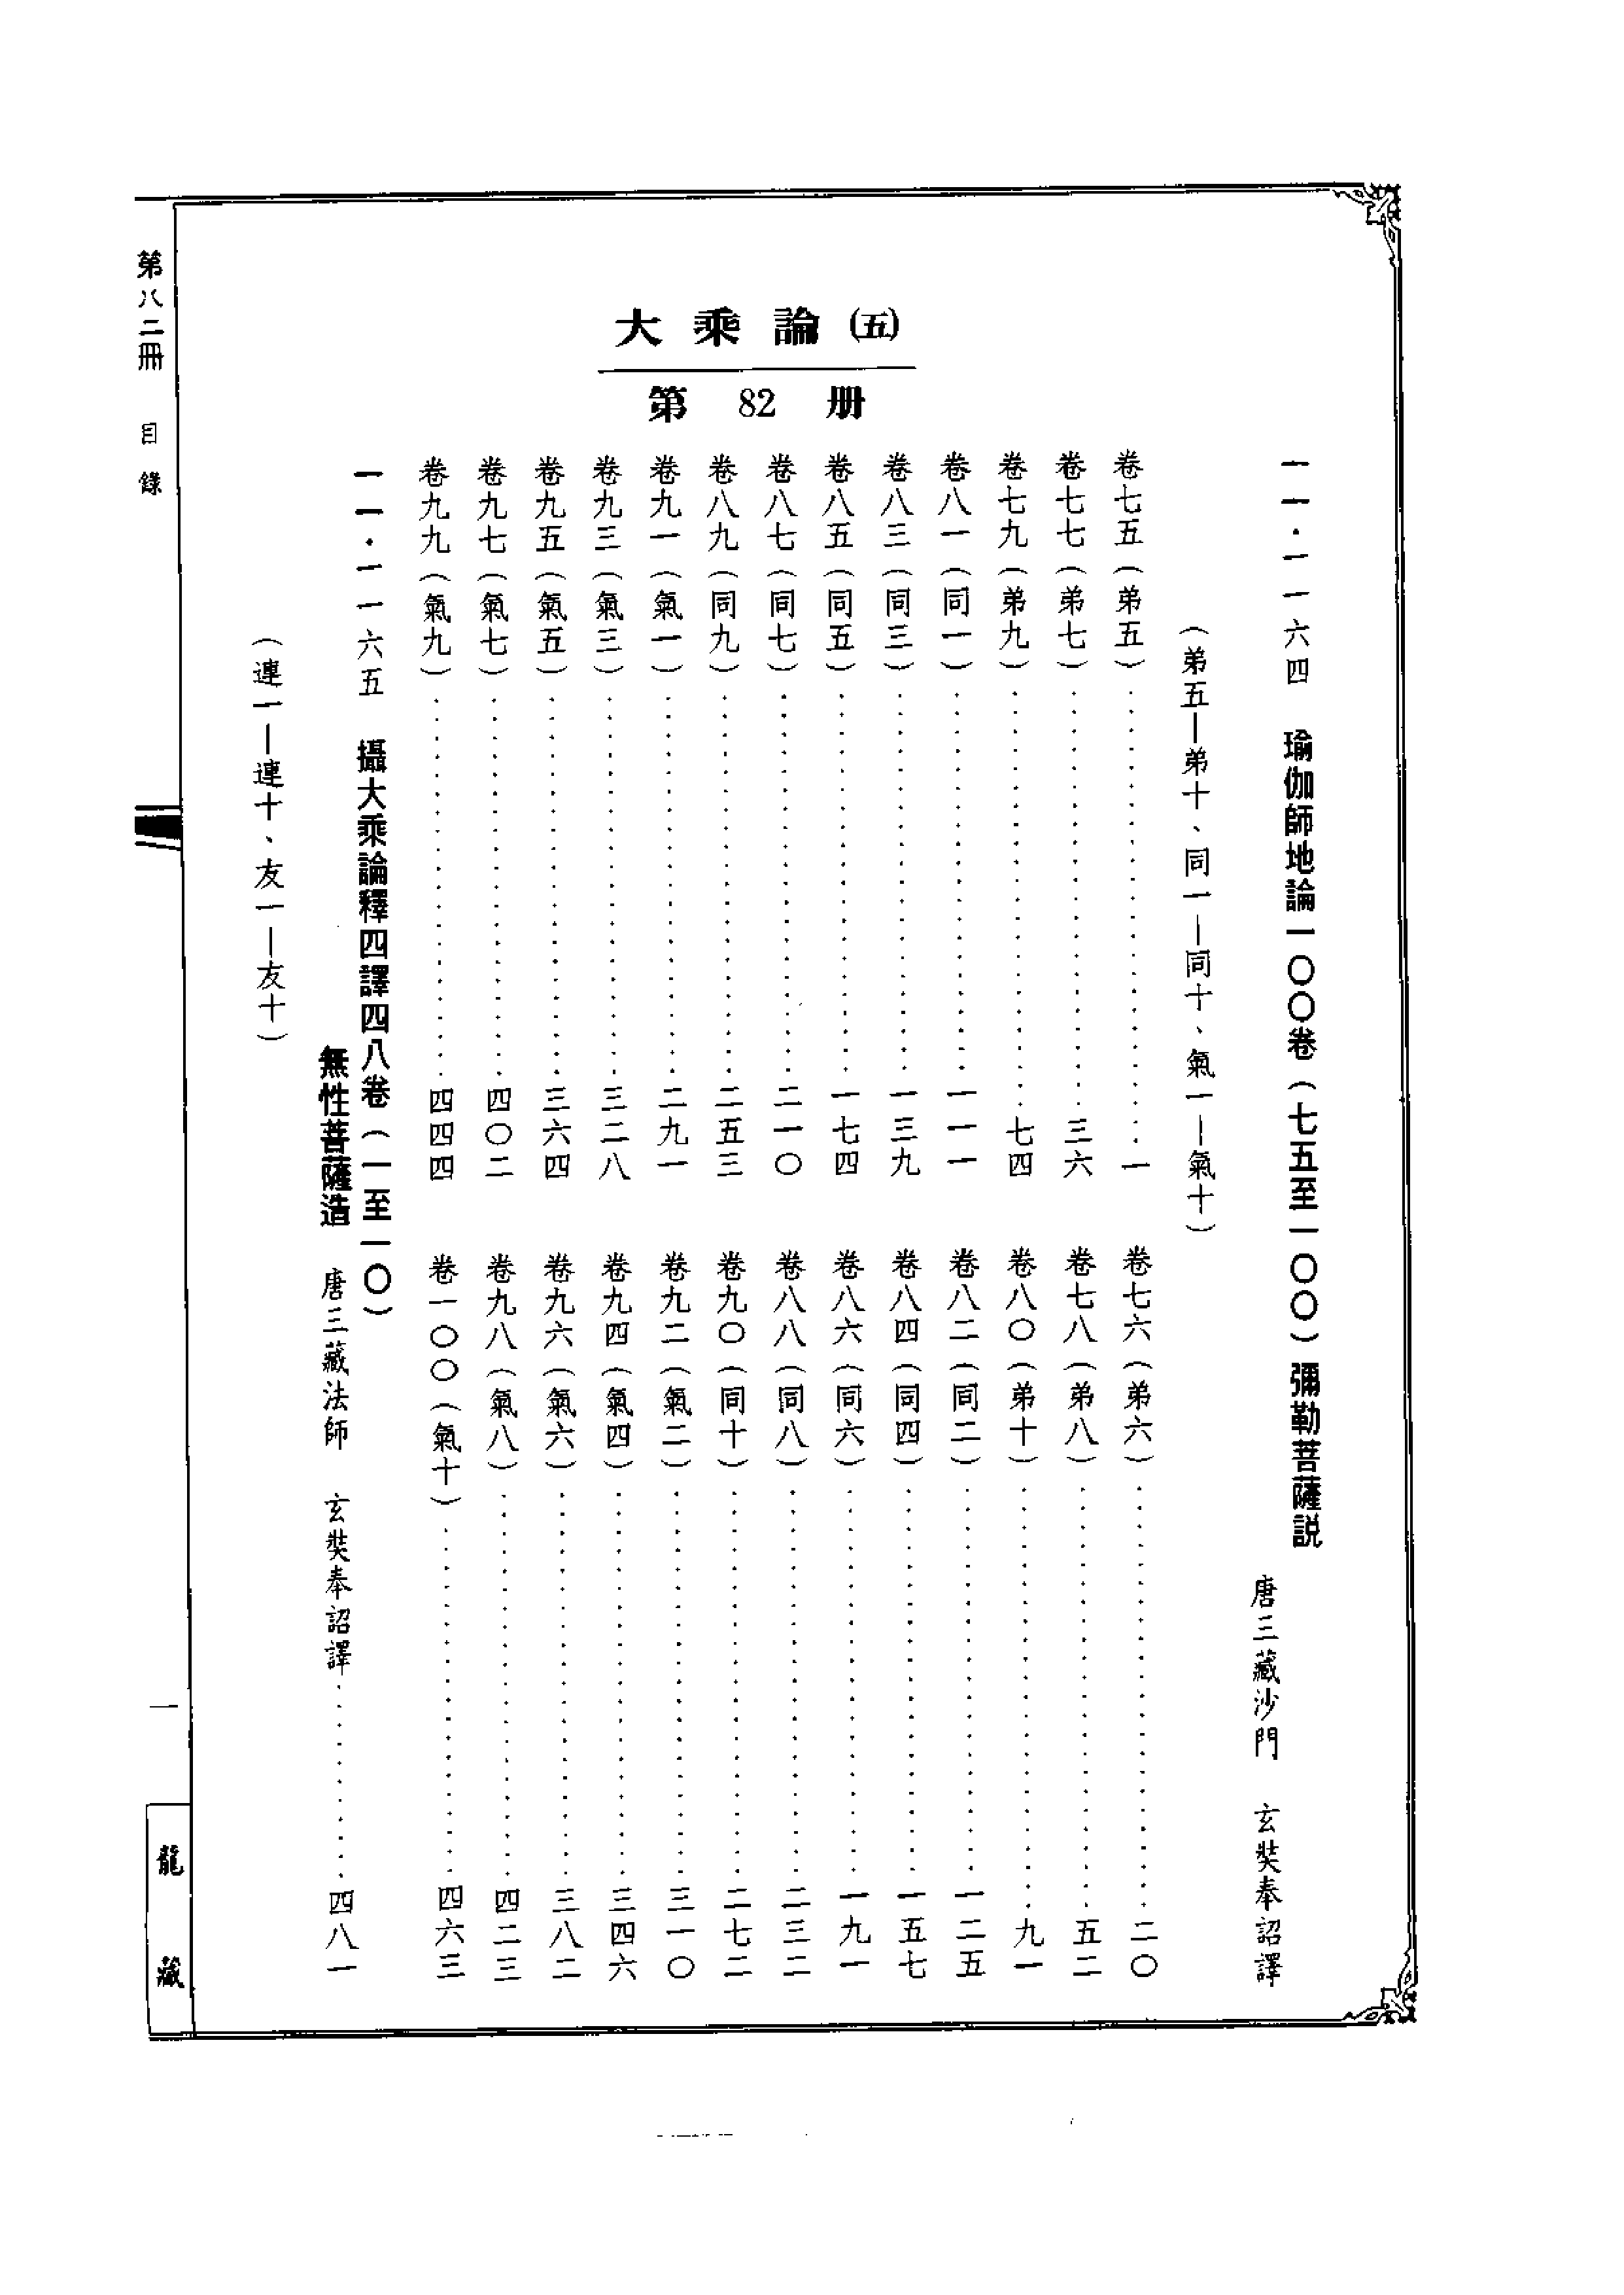 大乘論(五)
第 82 册
一一·一一六四 瑜伽師地論一〇〇卷(七五至一〇〇)彌勒菩薩説
唐三藏沙門 玄奘奉詔譯
(弟五—弟十、同一—同十、氣一—氣十)
卷七五(弟五)……一 卷七六(弟六)……二〇
卷七七(弟七)……三六 卷七八(弟八)……五二
卷七九(弟九)……七四 卷八〇(弟十)……九一
卷八一(同一)……一一一 卷八二(同二)……一二五
卷八三(同三)……一三九 卷八四(同四)……一五七
卷八五(同五)……一七四 卷八六(同六)……一九一
卷八七(同七)……二一〇 卷八八(同八)……二三二
卷八九(同九)……二五三 卷九〇(同十)……二七二
卷九一(氣一)……二九一 卷九二(氣二)……三一〇
卷九三(氣三)……三二八 卷九四(氣四)……三四六
卷九五(氣五)……三六四 卷九六(氣六)……三八二
卷九七(氣七)……四〇二 卷九八(氣八)……四二三
卷九九(氣九)……四四四 卷一〇〇(氣十)……四六三
一一·一一六五 攝大乘論釋四譯四八卷(一至一〇)
無性菩薩造 唐三藏法師 玄奘奉詔譯……四八一
(連一—連十、友一—友十)
第八二冊 目錄
一
龍藏